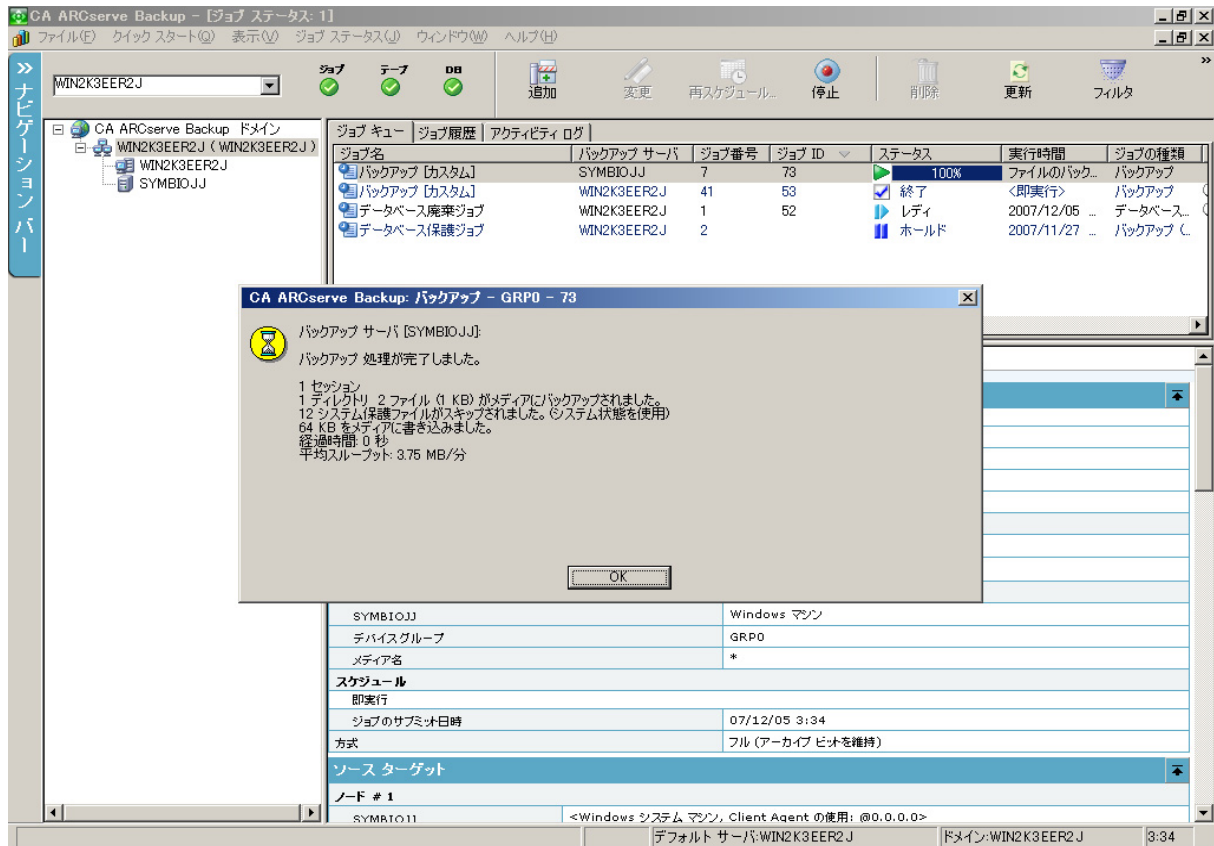 CA ARCserve Backup - [ジョブ ステータス: 1]
ファイル(F) クイック スタート(Q) 表示(V) ジョブ ステータス(J) ウィンドウ(W) ヘルプ(H)
WIN2K3EER2J ジョブ テープ DB 追加 変更 再スケジュール... 停止 削除 更新 フィルタ
ナビゲーション バー
CA ARCserve Backup ドメイン
WIN2K3EER2J (WIN2K3EER2J)
WIN2K3EER2J
SYMBIOJJ
ジョブ キュー ジョブ履歴 アクティビティ ログ
ジョブ名 バックアップ サーバ ジョブ番号 ジョブ ID ステータス 実行時間 ジョブの種類
バックアップ [カスタム] SYMBIOJJ 7 73 100% ファイルのバック... バックアップ
バックアップ [カスタム] WIN2K3EER2J 41 53 終了 <即実行> バックアップ
データベース廃棄ジョブ WIN2K3EER2J 1 52 レディ 2007/12/05 ... データベース...
データベース保護ジョブ WIN2K3EER2J 2 ホールド 2007/11/27 ... バックアップ (...
CA ARCserve Backup: バックアップ - GRP0 - 73
バックアップ サーバ [SYMBIOJJ]:
バックアップ 処理が完了しました。
1 セッション
1 ディレクトリ 2 ファイル (1 KB) がメディアにバックアップされました。
12 システム保護ファイルがスキップされました。(システム状態を使用)
64 KB をメディアに書き込みました。
経過時間: 0 秒
平均スループット: 3.75 MB/分
OK
SYMBIOJJ Windows マシン
デバイス グループ GRP0
メディア名 *
スケジュール
即実行
ジョブのサブミット日時 07/12/05 3:34
方式 フル (アーカイブ ビットを維持)
ソース ターゲット
ノード # 1
SYMBIOJJ <Windows システム マシン, Client Agent の使用: @0.0.0.0>
デフォルト サーバ:WIN2K3EER2J ドメイン:WIN2K3EER2J 3:34